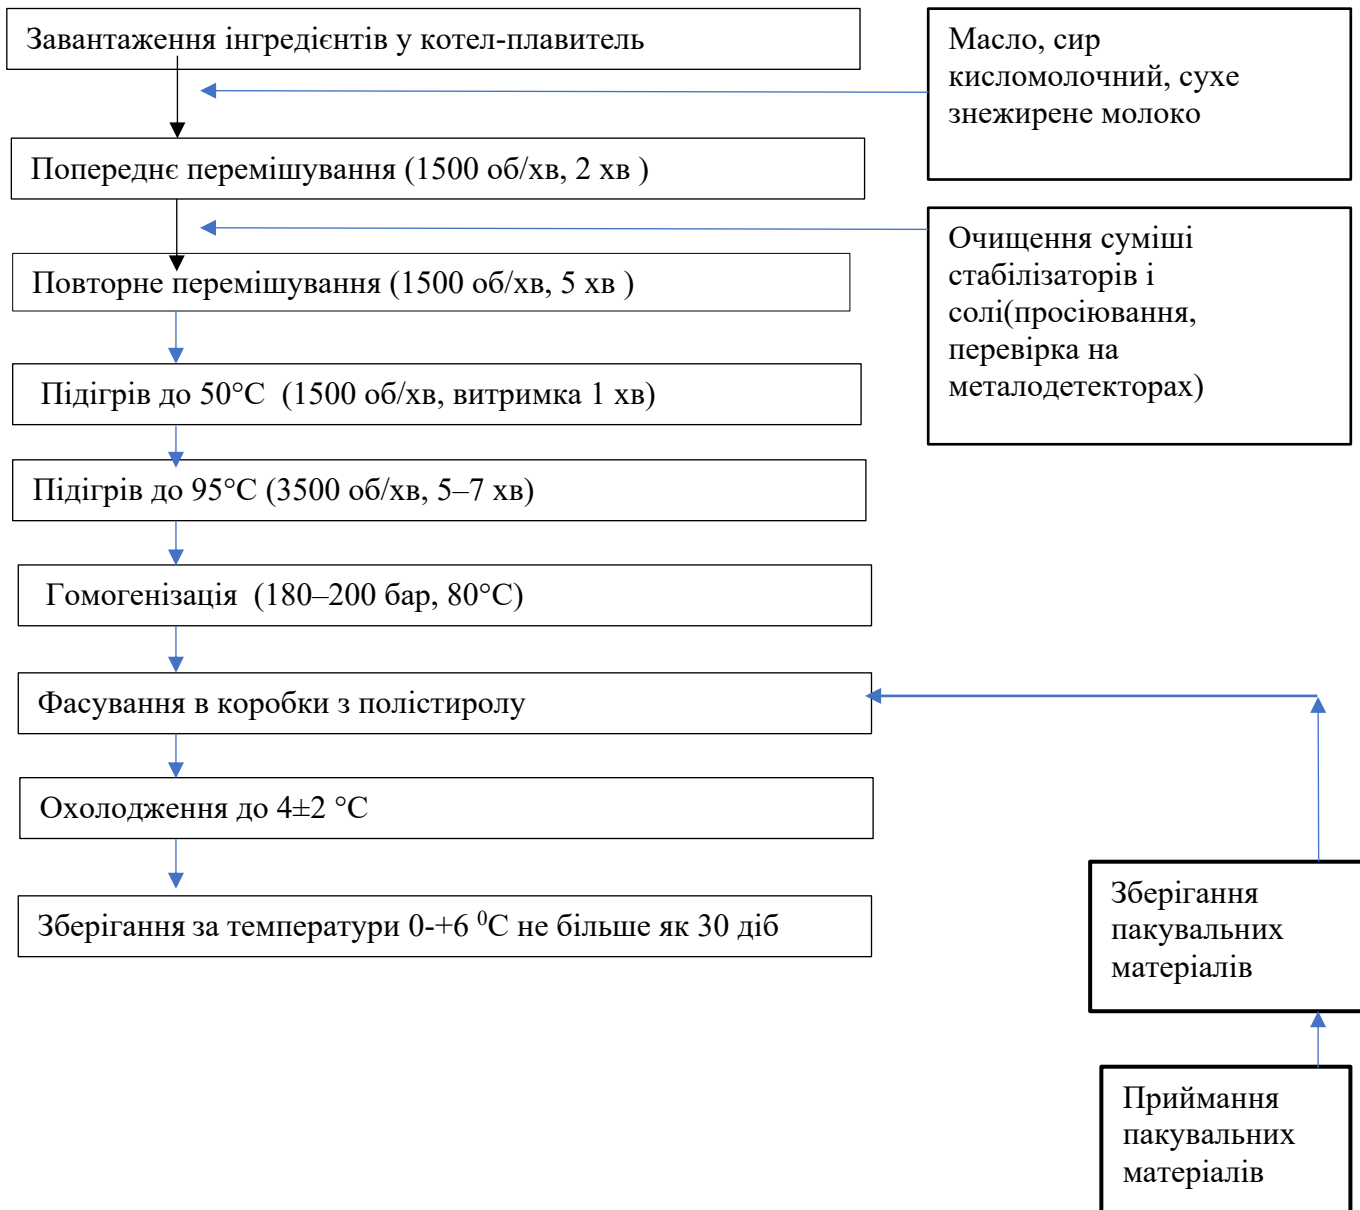 Завантаження інгредієнтів у котел-плавитель
Масло, сир
кисломолочний, сухе
знежирене молоко
Попереднє перемішування (1500 об/хв, 2 хв )
Очищення суміші
стабілізаторів і
солі(просіювання,
перевірка на
металодетекторах)
Повторне перемішування (1500 об/хв, 5 хв )
Підігрів до 50°C (1500 об/хв, витримка 1 хв)
Підігрів до 95°C (3500 об/хв, 5–7 хв)
Гомогенізація (180–200 бар, 80°C)
Фасування в коробки з полістиролу
Охолодження до 4±2 °C
Зберігання за температури 0-+6 ⁰C не більше як 30 діб
Зберігання
пакувальних
матеріалів
Приймання
пакувальних
матеріалів